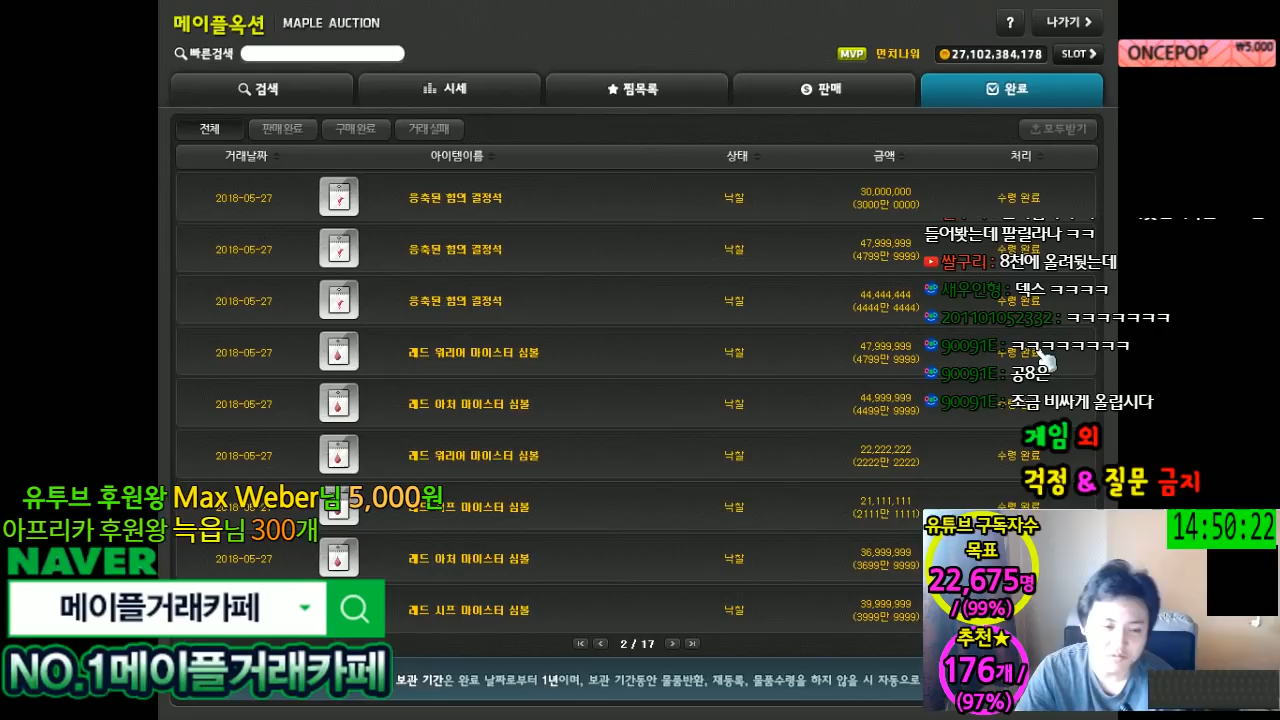 메이플옥션 MAPLE AUCTION
? 나가기
빠른검색
MVP 먼치나워 27,102,384,178 SLOT
ONCEPOP ₩5,000
검색 시세 찜목록 판매 완료
전체 판매완료 구매완료 거래실패 모두받기
거래날짜 아이템이름 상태 금액 처리
2018-05-27 응축된 힘의 결정석 낙찰 30,000,000 (3000만 0000) 수령 완료
2018-05-27 응축된 힘의 결정석 낙찰 47,999,999 (4799만 9999)
2018-05-27 응축된 힘의 결정석 낙찰 44,444,444 (4444만 4444) 수령 완료
2018-05-27 레드 워리어 마이스터 심볼 낙찰 47,999,999 (4799만 9999) 수령 완료
2018-05-27 레드 아처 마이스터 심볼 낙찰 44,999,999 (4499만 9999)
2018-05-27 레드 워리어 마이스터 심볼 낙찰 22,222,222 (2222만 2222) 수령 완료
시프 마이스터 심볼 낙찰 21,111,111 (2111만 1111)
2018-05-27 레드 아처 마이스터 심볼 낙찰 36,999,999 (3699만 9999)
레드 시프 마이스터 심볼 낙찰 39,999,999 (3999만 9999)
2 / 17
보관 기간은 완료 날짜로부터 1년이며, 보관 기간동안 물품반환, 재등록, 물품수령을 하지 않을 시 자동으로
들어봤는데 팔릴라나 ㅋㅋ
쌀구리 : 8천에 올려뒀는데
새우인형 : 덱스 ㅋㅋㅋㅋ
201101052332 : ㅋㅋㅋㅋㅋㅋㅋ
90091E : ㅋㅋㅋㅋㅋㅋㅋㅋ
90091E : 공8은
90091E : 조금 비싸게 올립시다
게임 외
걱정 & 질문 금지
유투브 후원왕 Max Weber님 5,000원
아프리카 후원왕 늑읍님 300개
NAVER
메이플거래카페
NO.1메이플거래카페
유튜브 구독자수
목표
22,675명
/ (99%)
추천★
176개 /
(97%)
14:50:22